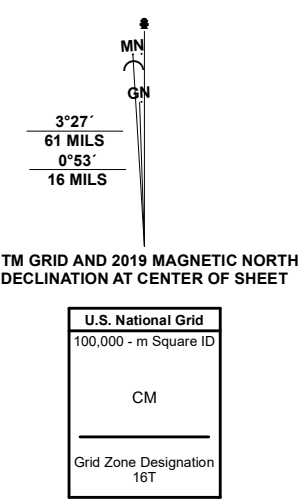 MN
GN
3°27´
61 MILS
0°53´
16 MILS
TM GRID AND 2019 MAGNETIC NORTH
DECLINATION AT CENTER OF SHEET
U.S. National Grid
100,000 - m Square ID
CM
Grid Zone Designation
16T